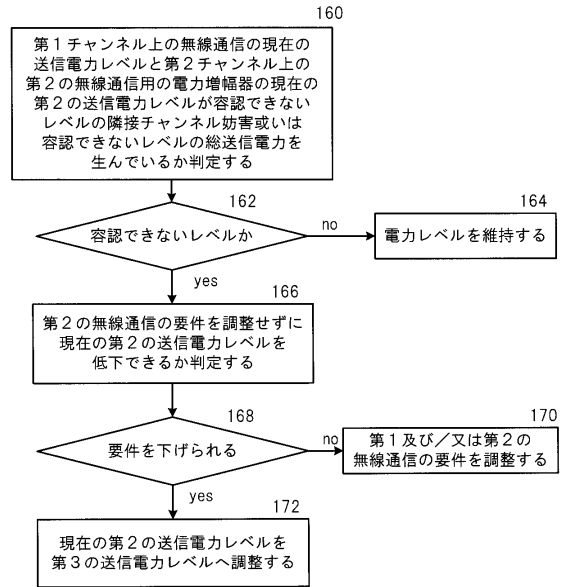 160
第1チャンネル上の無線通信の現在の
送信電力レベルと第2チャンネル上の
第2の無線通信用の電力増幅器の現在の
第2の送信電力レベルが容認できない
レベルの隣接チャンネル妨害或いは
容認できないレベルの総送信電力を
生んでいるか判定する
162
容認できないレベルか
no
164
電力レベルを維持する
yes
166
第2の無線通信の要件を調整せずに
現在の第2の送信電力レベルを
低下できるか判定する
168
要件を下げられる
no
170
第1及び/又は第2の
無線通信の要件を調整する
yes
172
現在の第2の送信電力レベルを
第3の送信電力レベルへ調整する